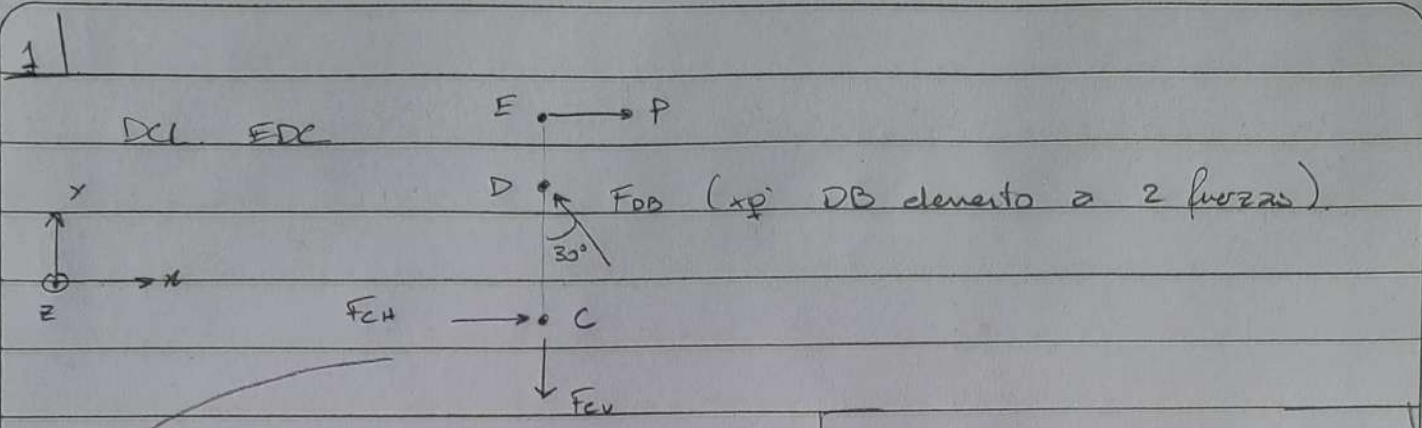 1
E P
DCL EDC
y
D FDB (xq' DB elemento a 2 fuerzas).
30°
x
z
FCH C
FCV